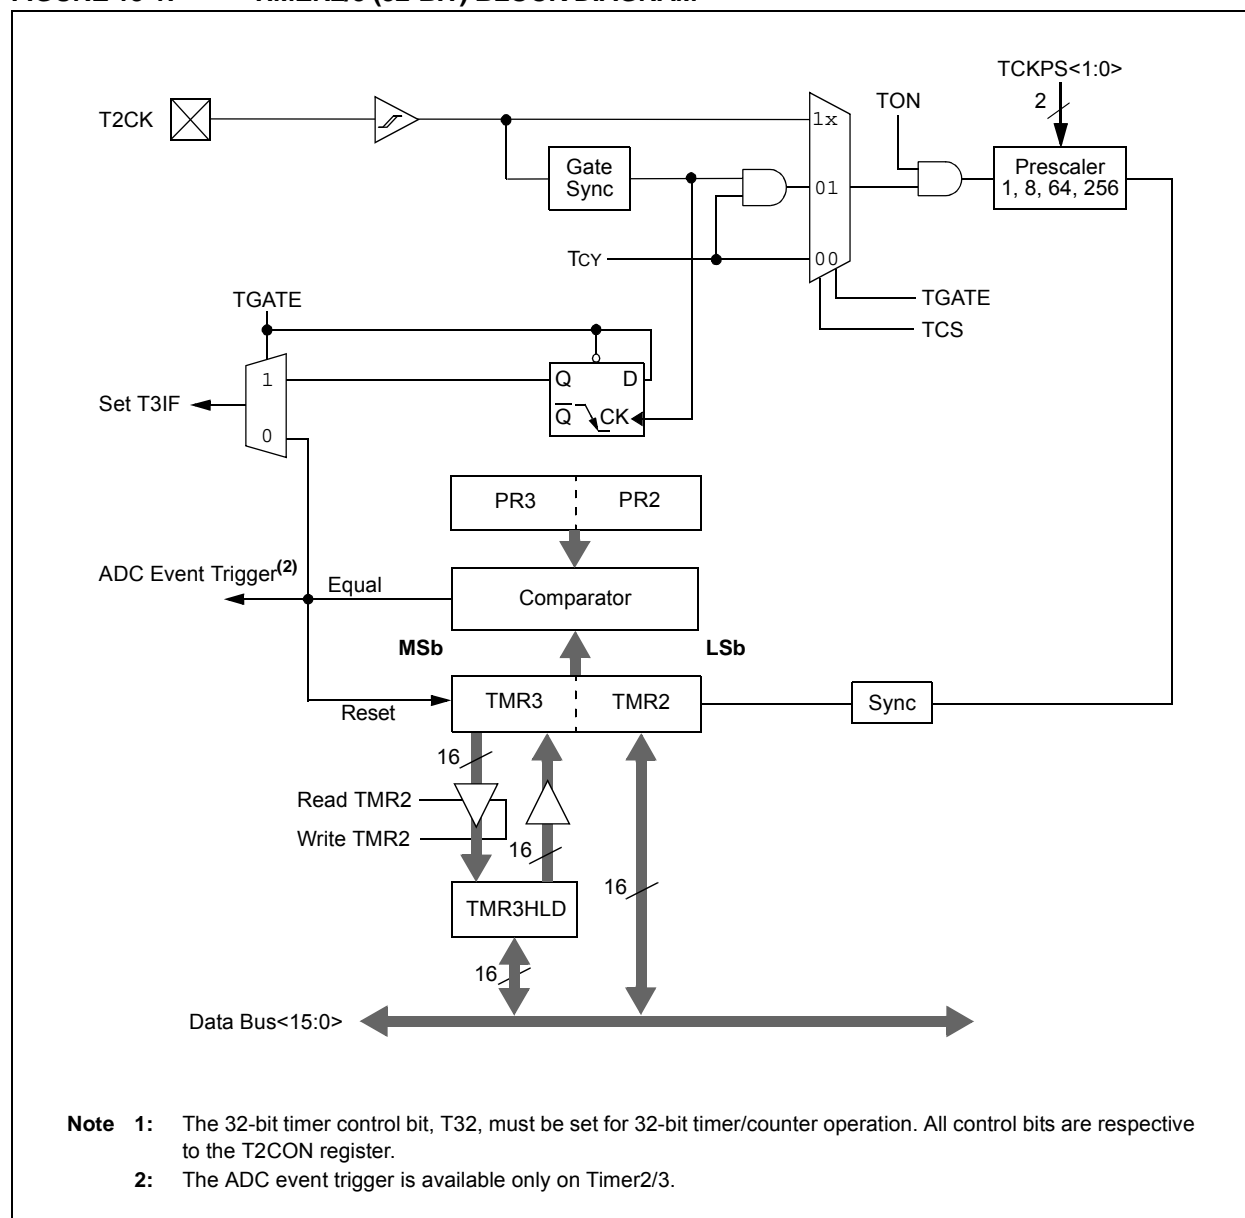 TCKPS<1:0>
2
TON
T2CK
1x
Gate
Sync
Prescaler
1, 8, 64, 256
01
TCY
00
TGATE
TGATE
TCS
1
Q
D
Set T3IF
Q
CK
0
PR3
PR2
ADC Event Trigger(2)
Equal
Comparator
MSb
LSb
TMR3
TMR2
Sync
Reset
16
Read TMR2
Write TMR2
16
16
TMR3HLD
16
Data Bus<15:0>
Note 1: The 32-bit timer control bit, T32, must be set for 32-bit timer/counter operation. All control bits are respective
to the T2CON register.
2: The ADC event trigger is available only on Timer2/3.